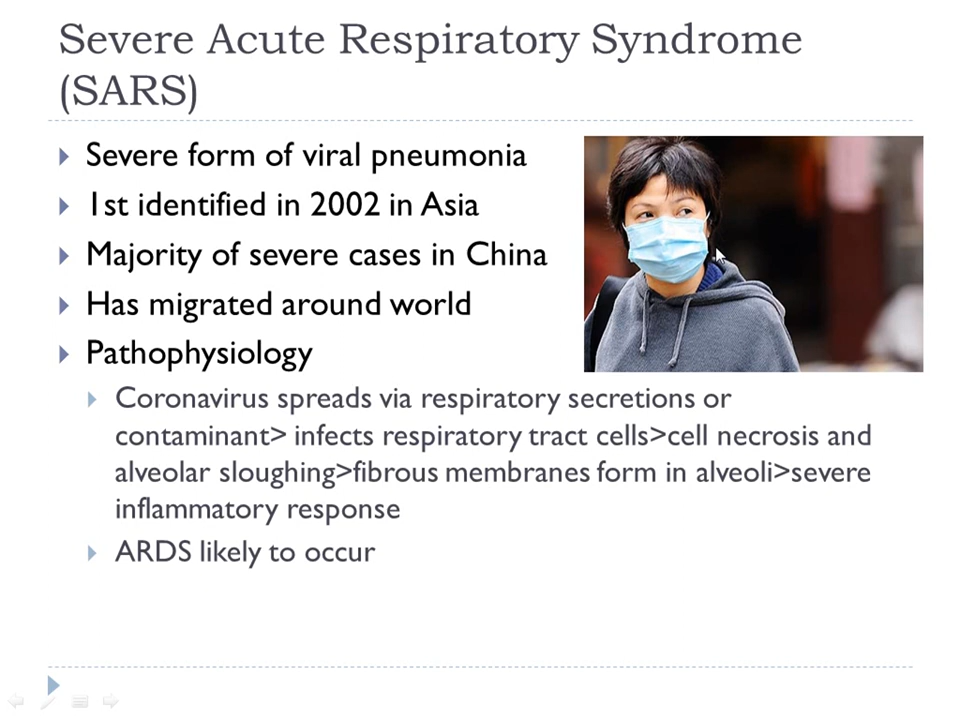 Severe Acute Respiratory Syndrome
(SARS)
Severe form of viral pneumonia
1st identified in 2002 in Asia
Majority of severe cases in China
Has migrated around world
Pathophysiology
Coronavirus spreads via respiratory secretions or
contaminant> infects respiratory tract cells>cell necrosis and
alveolar sloughing>fibrous membranes form in alveoli>severe
inflammatory response
ARDS likely to occur